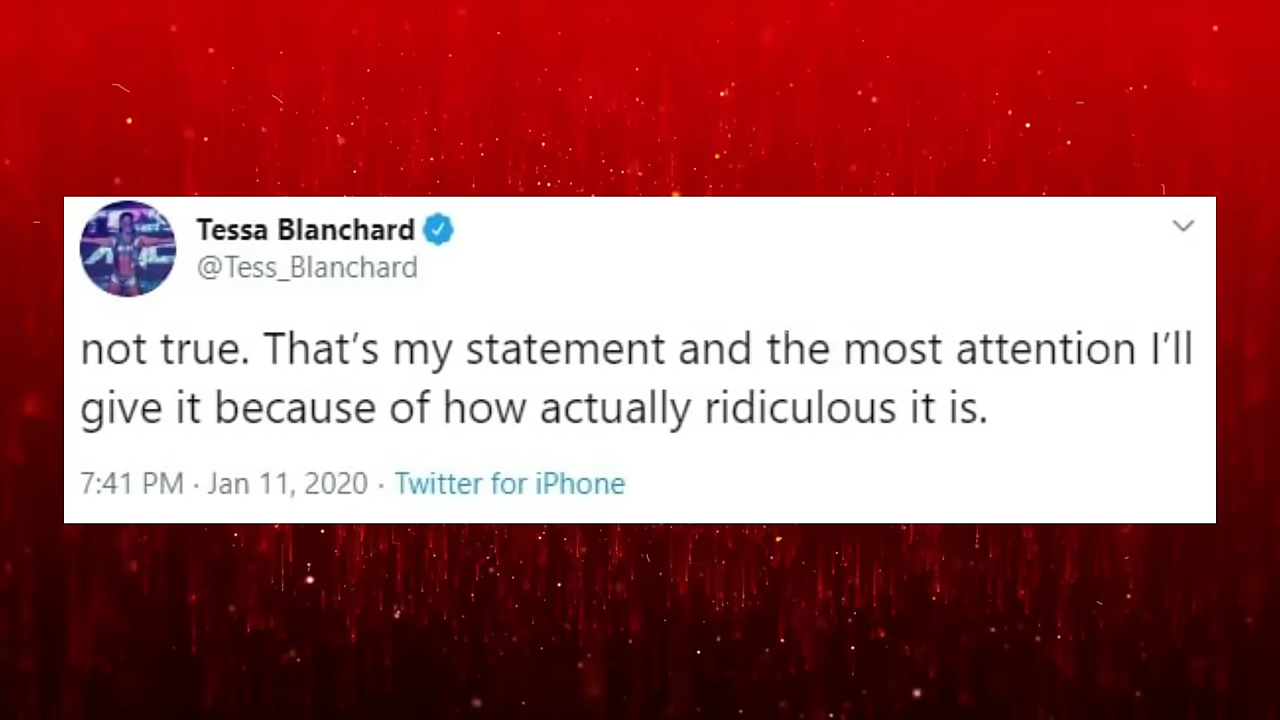 Tessa Blanchard
@Tess_Blanchard
not true. That’s my statement and the most attention I’ll
give it because of how actually ridiculous it is.
7:41 PM · Jan 11, 2020 · Twitter for iPhone